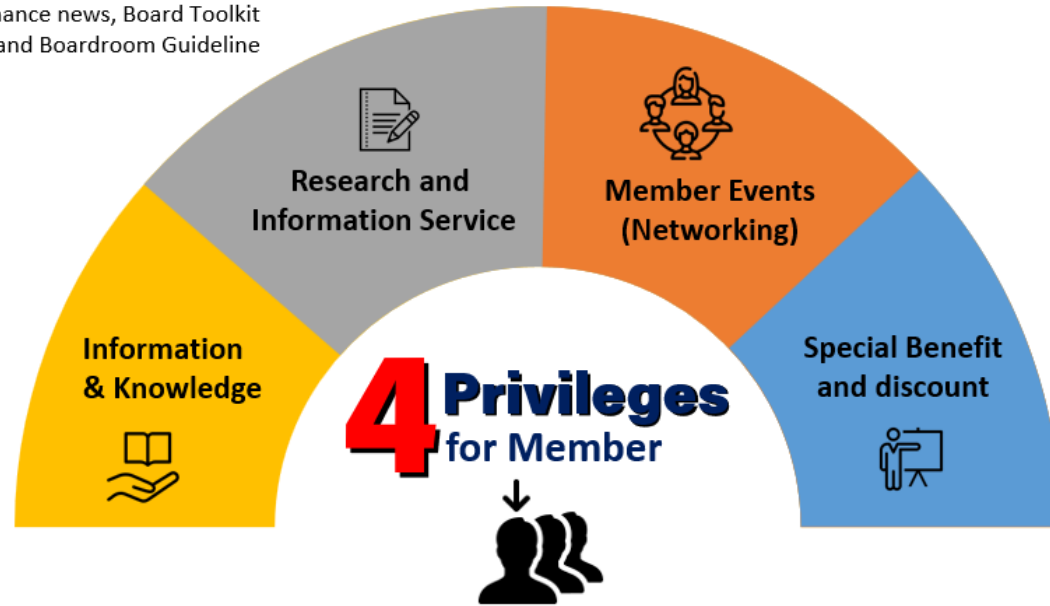 news, Board Toolkit
and Boardroom Guideline
Research and
Information Service
Member Events
(Networking)
Information
& Knowledge
Special Benefit
and discount
4 Privileges
for Member